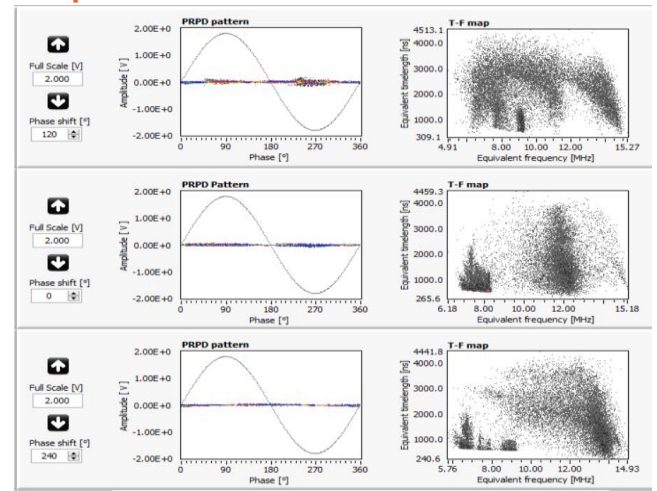 PRPD pattern
T-F map
Full Scale [V]
2.000
Phase shift [°]
120
Amplitude [V]
2.00E+0
1.00E+0
0.00E+0
-1.00E+0
-2.00E+0
0 90 180 270 360
Phase [°]
Equivalent timelength [ns]
4513.1
4000.0
3000.0
2000.0
1000.0
309.1
4.91 8.00 10.00 12.00 15.27
Equivalent frequency [MHz]
PRPD Pattern
T-F map
Full Scale [V]
2.000
Phase shift [°]
0
Amplitude [V]
2.00E+0
1.00E+0
0.00E+0
-1.00E+0
-2.00E+0
0 90 180 270 360
Phase [°]
Equivalent timelength [ns]
4459.3
4000.0
3000.0
2000.0
1000.0
265.6
6.18 8.00 10.00 12.00 15.18
Equivalent frequency [MHz]
PRPD Pattern
T-F map
Full Scale [V]
2.000
Phase shift [°]
240
Amplitude [V]
2.00E+0
1.00E+0
0.00E+0
-1.00E+0
-2.00E+0
0 90 180 270 360
Phase [°]
Equivalent timelength [ns]
4441.8
4000.0
3000.0
2000.0
1000.0
240.6
5.76 8.00 10.00 12.00 14.93
Equivalent frequency [MHz]